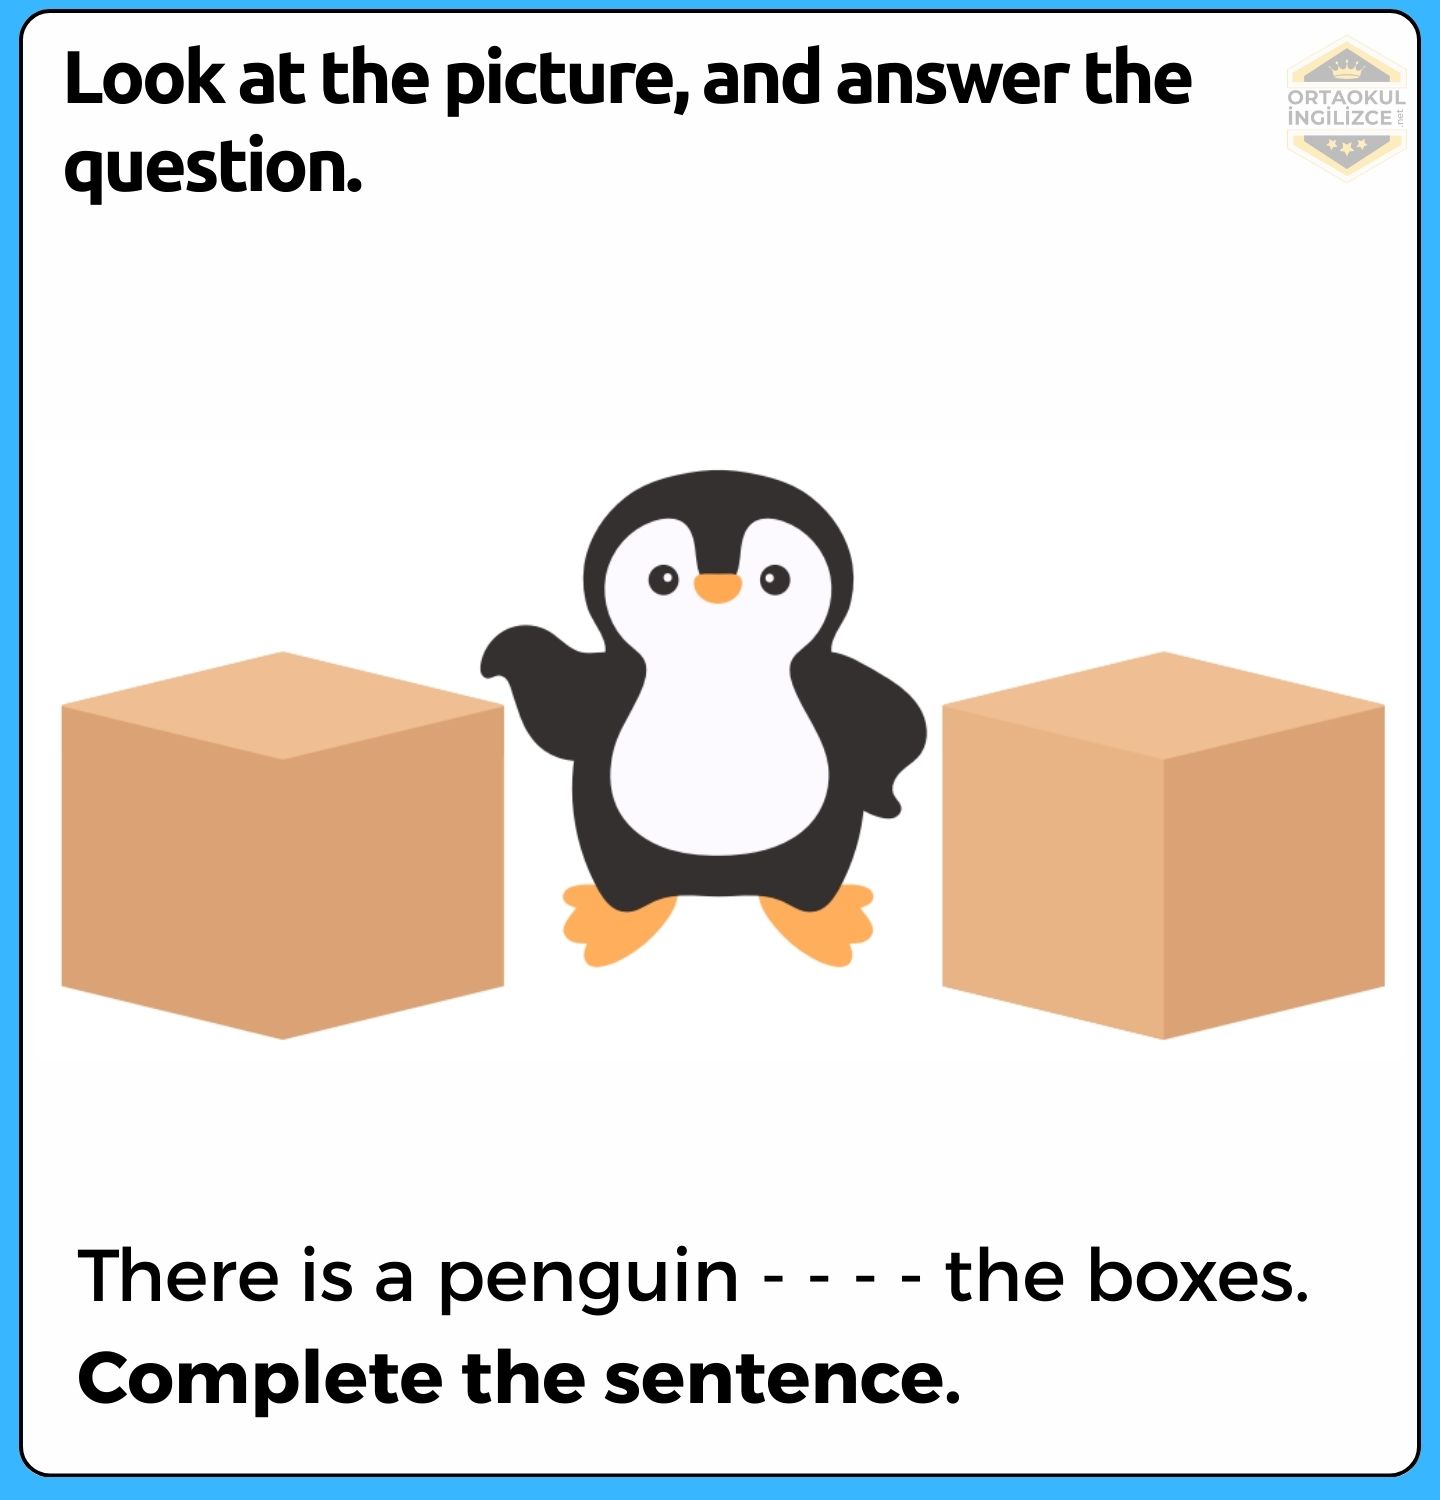 Look at the picture, and answer the
question.
ORTAOKUL
İNGİLİZCE
.net
There is a penguin - - - - the boxes.
Complete the sentence.